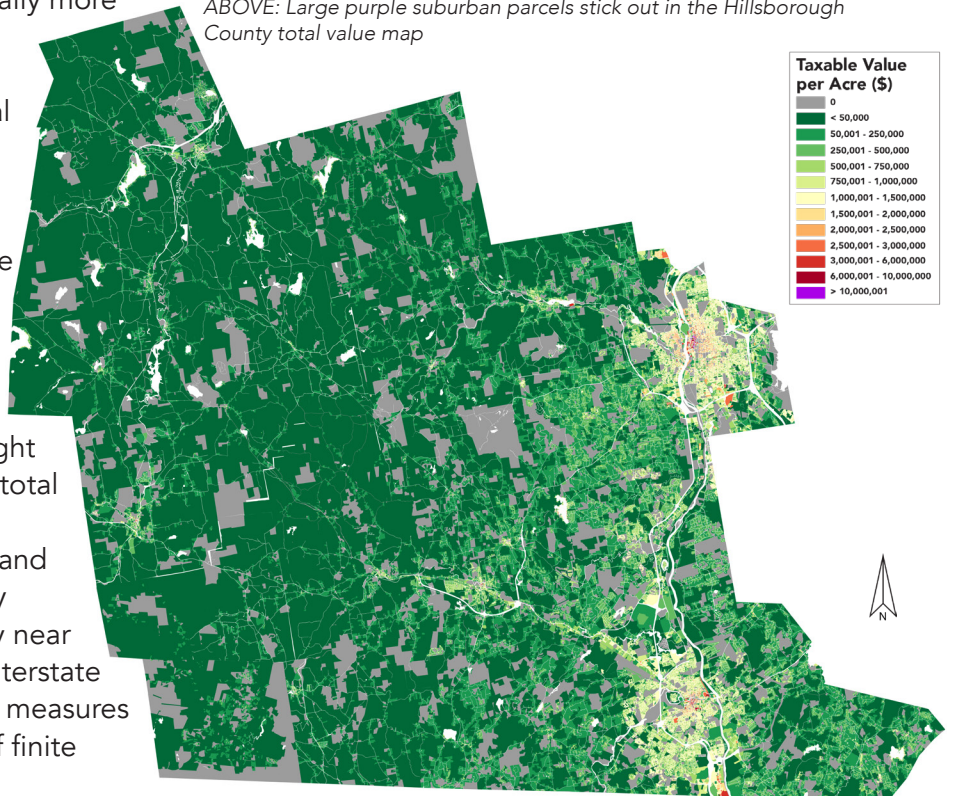 ally more
ABOVE: Large purple suburban parcels stick out in the Hillsborough
County total value map
al
e
ght
total
and
y
y near
terstate
measures
f finite
Taxable Value
per Acre ($)
0
< 50,000
50,001 - 250,000
250,001 - 500,000
500,001 - 750,000
750,001 - 1,000,000
1,000,001 - 1,500,000
1,500,001 - 2,000,000
2,000,001 - 2,500,000
2,500,001 - 3,000,000
3,000,001 - 6,000,000
6,000,001 - 10,000,000
> 10,000,001
N